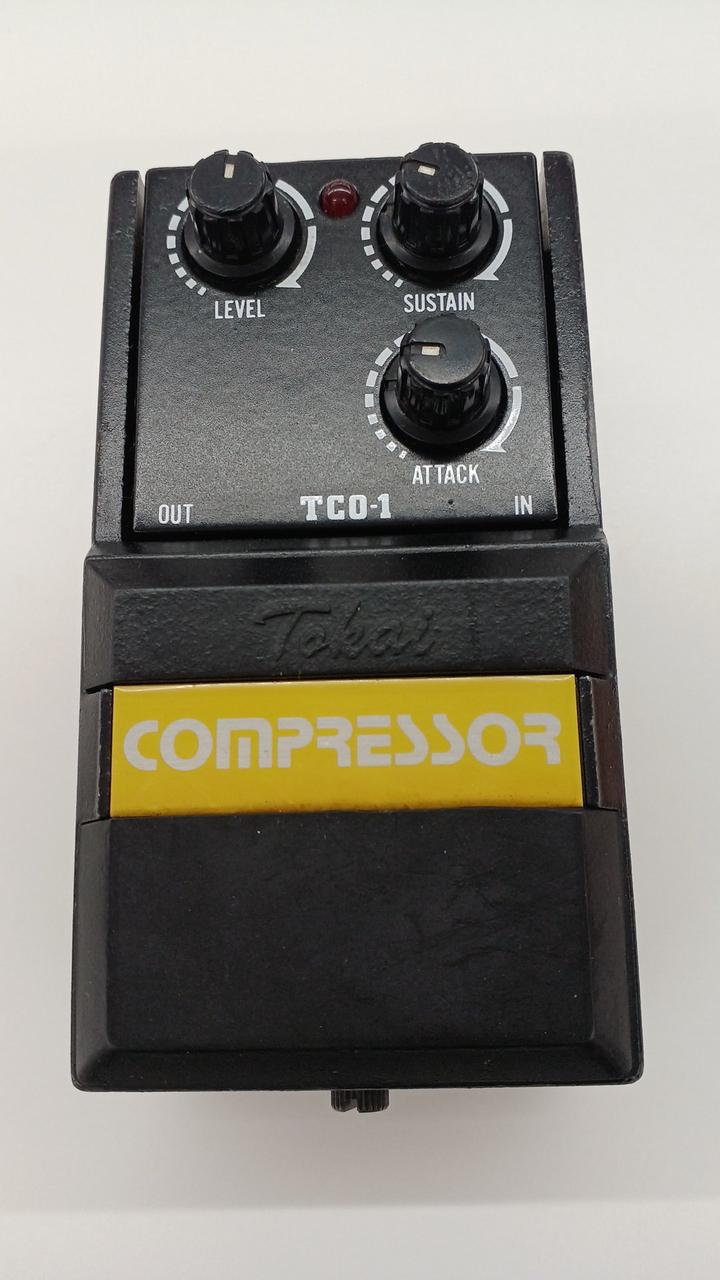 LEVEL
SUSTAIN
ATTACK
OUT
TCO-1
IN
Tokai
COMPRESSOR